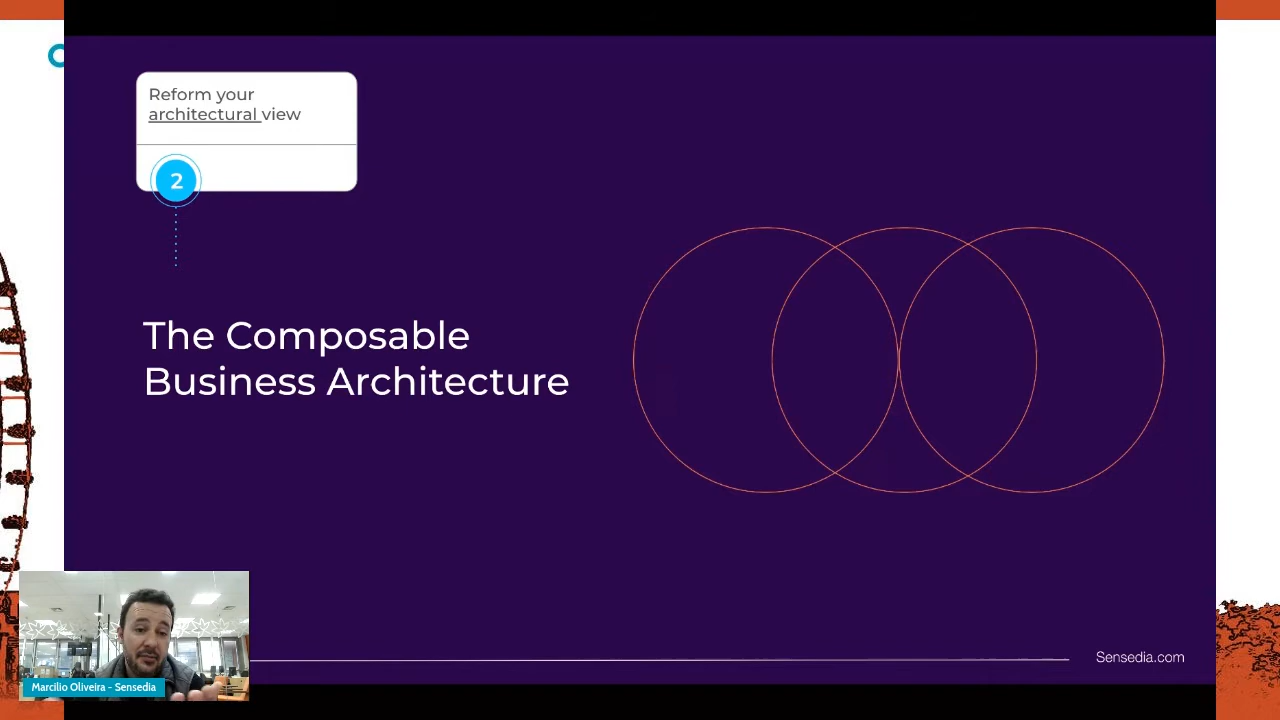 Reform your
architectural view
2
The Composable
Business Architecture
Marcilio Oliveira - Sensedia
Sensedia.com